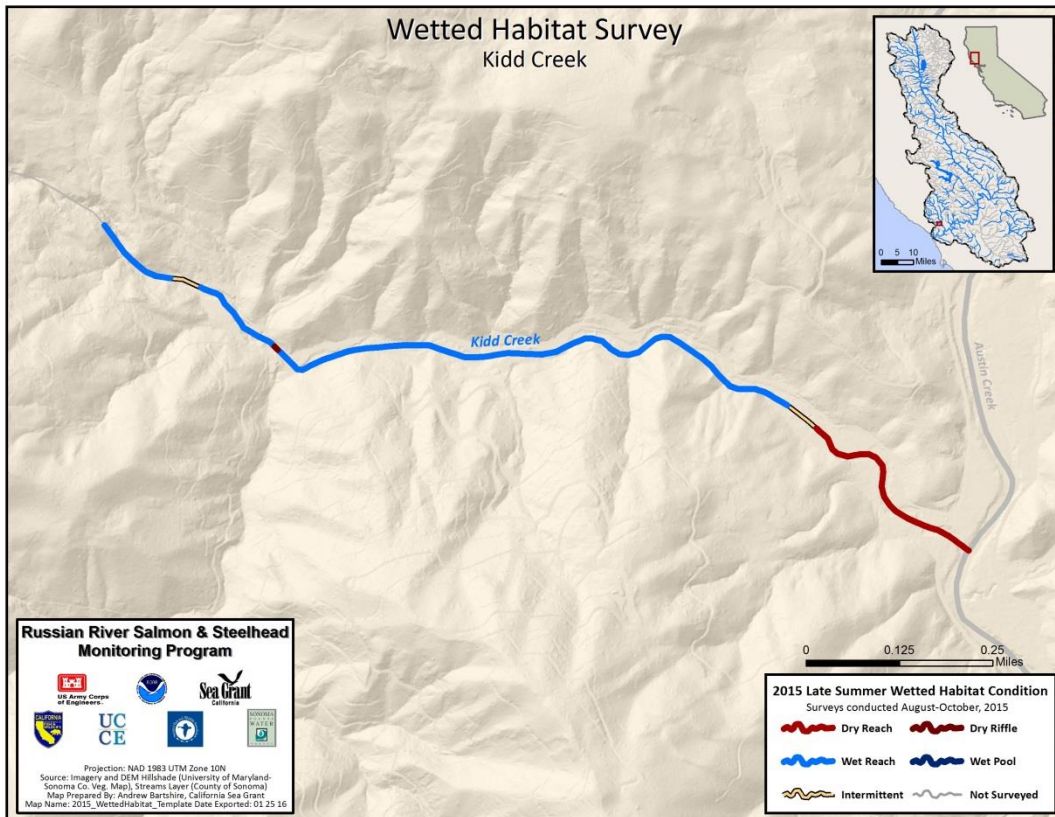 Wetted Habitat Survey
Kidd Creek
0 5 10
Miles
Kidd Creek
Austin Creek
Russian River Salmon & Steelhead
Monitoring Program
US Army Corps
of Engineers
Sea Grant
California
CALIFORNIA
UC
CE
SONOMA
COUNTY
WATER
Projection: NAD 1983 UTM Zone 10N
Source: Imagery and DEM Hillshade (University of Maryland-
Sonoma Co. Veg. Map), Streams Layer (County of Sonoma)
Map Prepared By: Andrew Bartshire, California Sea Grant
Map Name: 2015_WettedHabitat_Template Date Exported: 01 25 16
0 0.125 0.25
Miles
2015 Late Summer Wetted Habitat Condition
Surveys conducted August-October, 2015
Dry Reach Dry Riffle
Wet Reach Wet Pool
Intermittent Not Surveyed